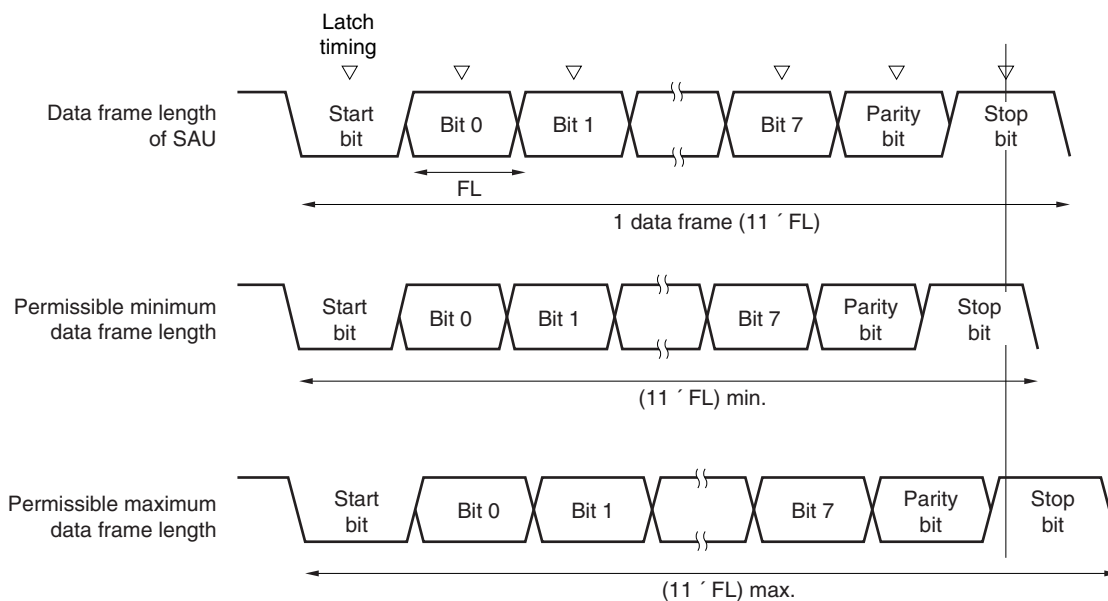 Latch
timing
Data frame length
of SAU
Start
bit
Bit 0
Bit 1
Bit 7
Parity
bit
Stop
bit
FL
1 data frame (11 ´ FL)
Permissible minimum
data frame length
Start
bit
Bit 0
Bit 1
Bit 7
Parity
bit
Stop
bit
(11 ´ FL) min.
Permissible maximum
data frame length
Start
bit
Bit 0
Bit 1
Bit 7
Parity
bit
Stop
bit
(11 ´ FL) max.